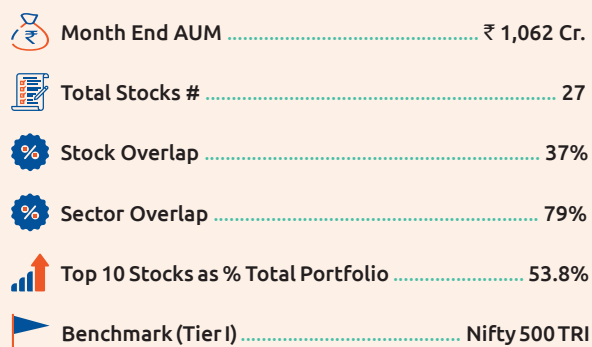 Month End AUM ................................................ ₹ 1,062 Cr.
Total Stocks # ................................................................... 27
Stock Overlap ................................................................ 37%
Sector Overlap .............................................................. 79%
Top 10 Stocks as % Total Portfolio ......................... 53.8%
Benchmark (Tier I) .......................................... Nifty 500 TRI